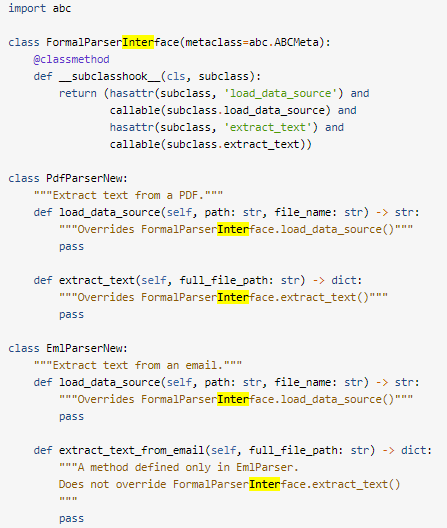 import abc
class FormalParserInterface(metaclass=abc.ABCMeta):
    @classmethod
    def __subclasshook__(cls, subclass):
        return (hasattr(subclass, 'load_data_source') and
                callable(subclass.load_data_source) and
                hasattr(subclass, 'extract_text') and
                callable(subclass.extract_text))
class PdfParserNew:
    """Extract text from a PDF."""
    def load_data_source(self, path: str, file_name: str) -> str:
        """Overrides FormalParserInterface.load_data_source()"""
        pass
    def extract_text(self, full_file_path: str) -> dict:
        """Overrides FormalParserInterface.extract_text()"""
        pass
class EmlParserNew:
    """Extract text from an email."""
    def load_data_source(self, path: str, file_name: str) -> str:
        """Overrides FormalParserInterface.load_data_source()"""
        pass
    def extract_text_from_email(self, full_file_path: str) -> dict:
        """A method defined only in EmlParser.
        Does not override FormalParserInterface.extract_text()
        """
        pass